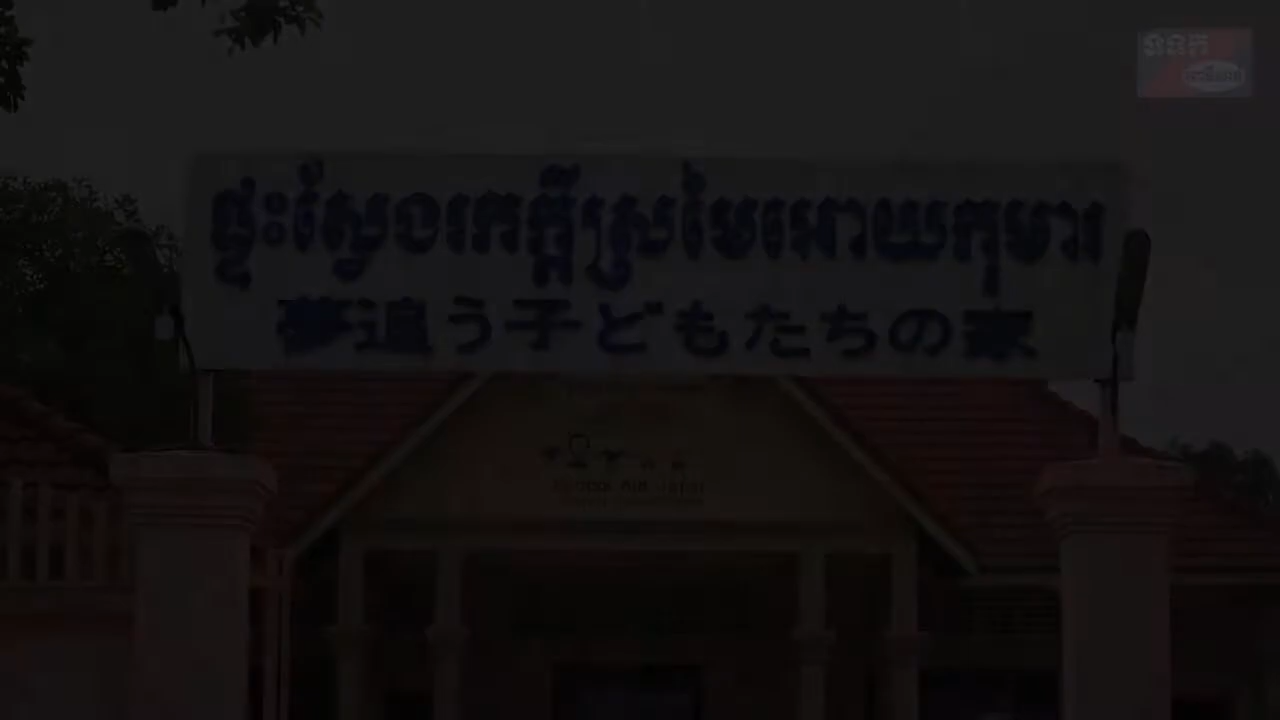 ផ្ទះស្វែងរកក្ដីស្រមៃអោយកុមារ
夢追う子どもたちの家